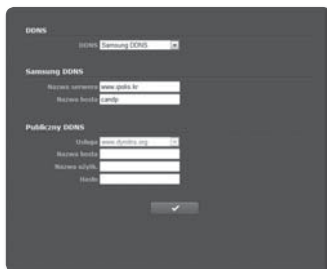 DDNS
DDNS Samsung DDNS
Samsung DDNS
Nazwa serwera www.ipolis.kr
Nazwa hosta candp
Publiczny DDNS
Usługa www.dyndns.org
Nazwa hosta
Nazwa użytk.
Hasło